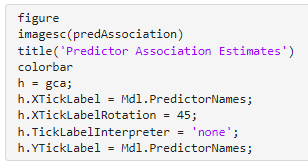 figure
imagesc(predAssociation)
title('Predictor Association Estimates')
colorbar
h = gca;
h.XTickLabel = Mdl.PredictorNames;
h.XTickLabelRotation = 45;
h.TickLabelInterpreter = 'none';
h.YTickLabel = Mdl.PredictorNames;